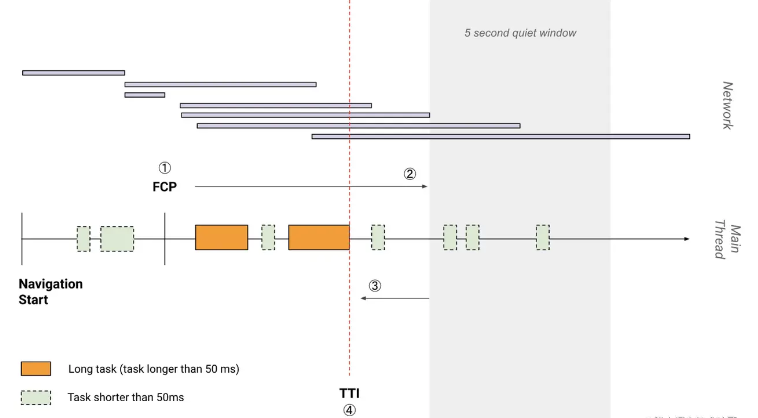 5 second quiet window
Network
①
FCP
②
Main
Thread
③
Navigation
Start
Long task (task longer than 50 ms)
Task shorter than 50ms
TTI
④